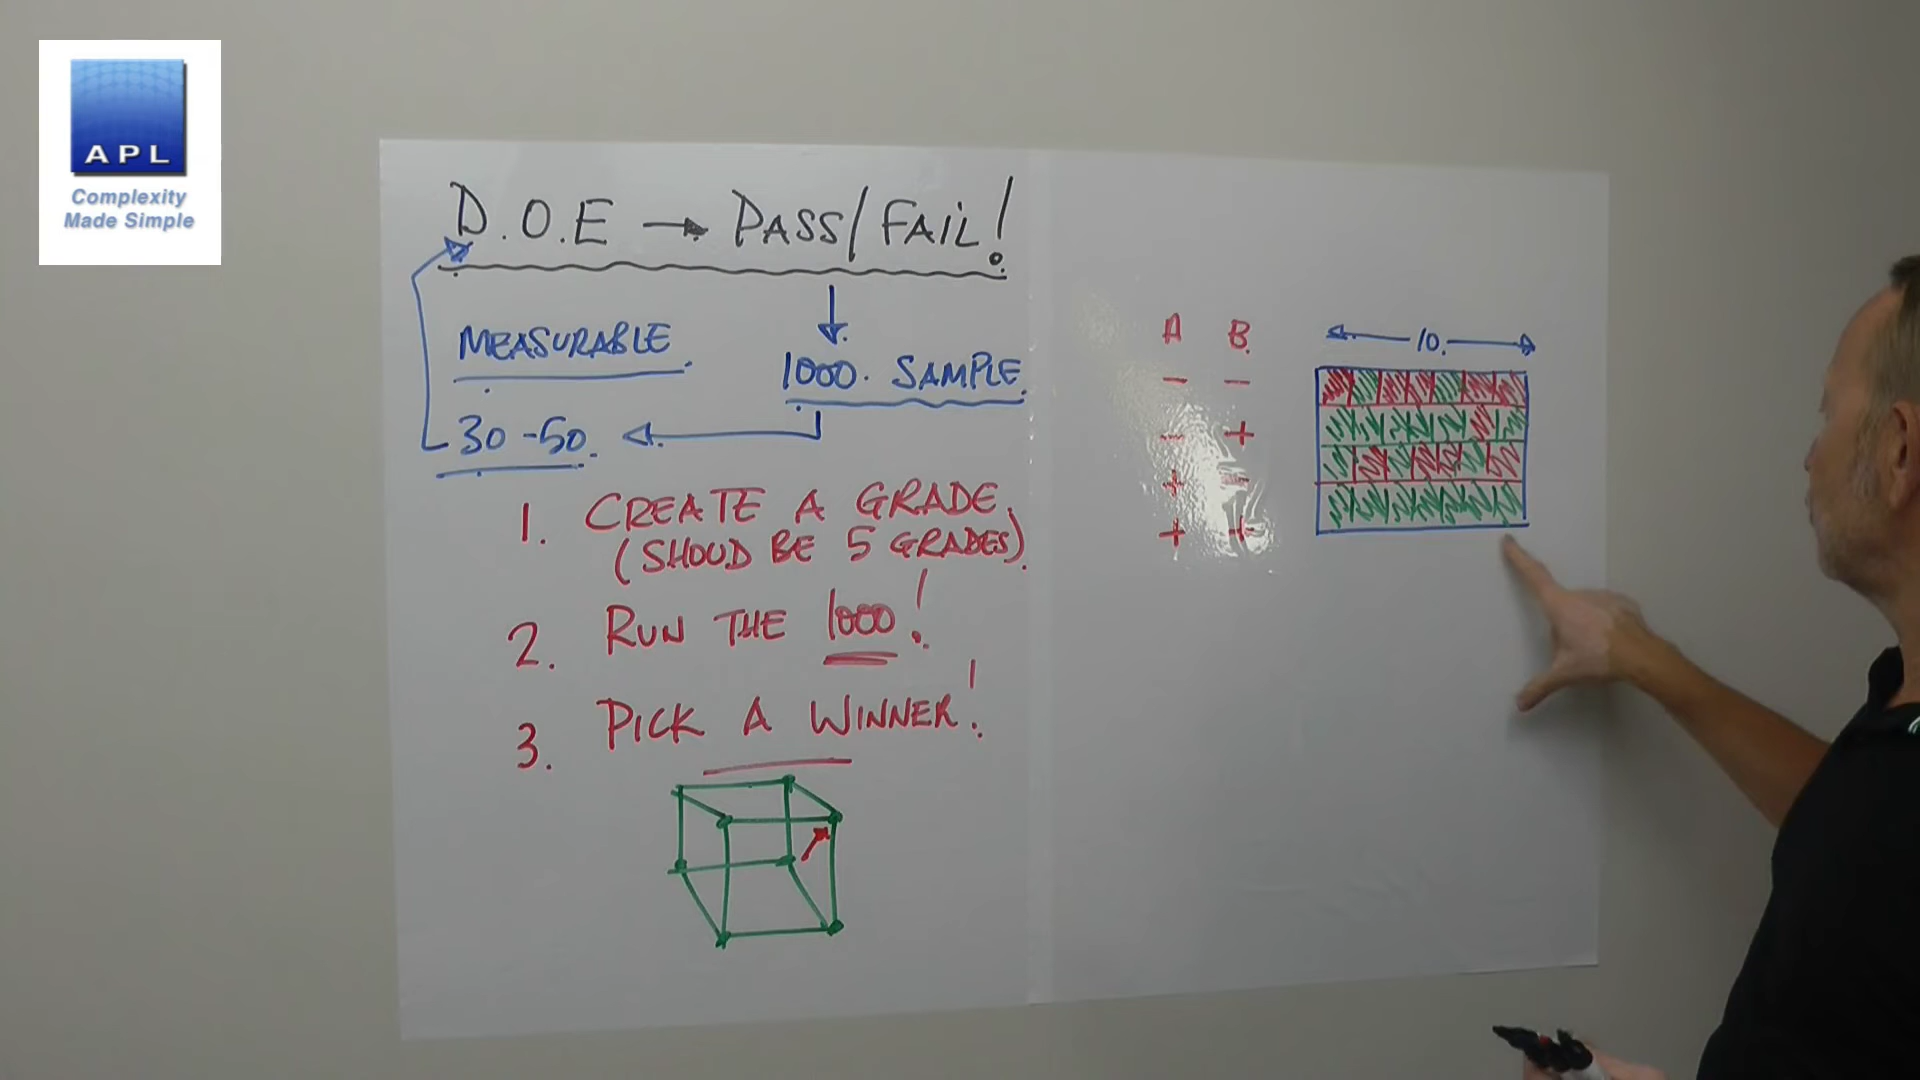 APL
Complexity
Made Simple
D.O.E → PASS/FAIL!
MEASURABLE
1000. SAMPLE
30-50.
1. CREATE A GRADE.
(SHOUD BE 5 GRADES).
2. RUN THE 1000!
3. PICK A WINNER!
A B
- -
- +
+ -
+ +
10.